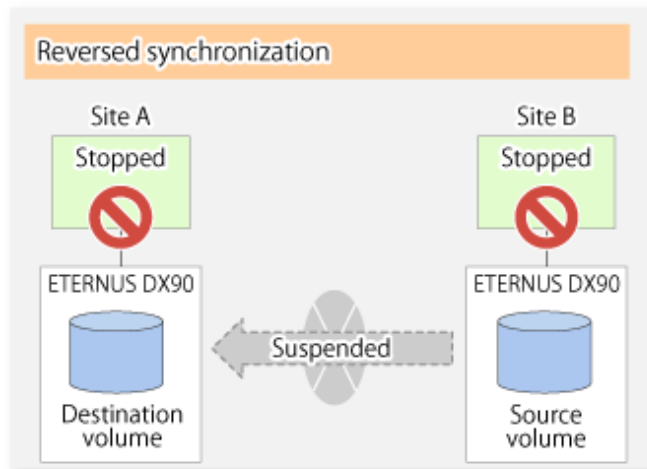 Reversed synchronization
Site A
Site B
Stopped
Stopped
ETERNUS DX90
ETERNUS DX90
Suspended
Destination
volume
Source
volume